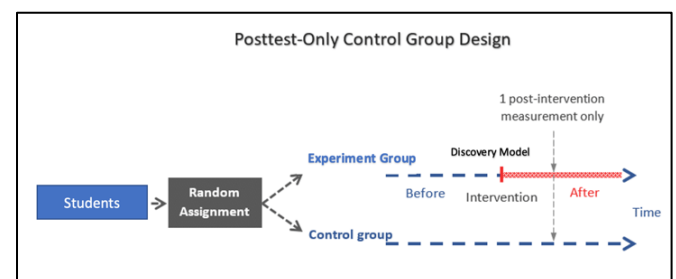 Posttest-Only Control Group Design
1 post-intervention
measurement only
Discovery Model
Experiment Group
Before
Intervention
After
Students
Random
Assignment
Time
Control group